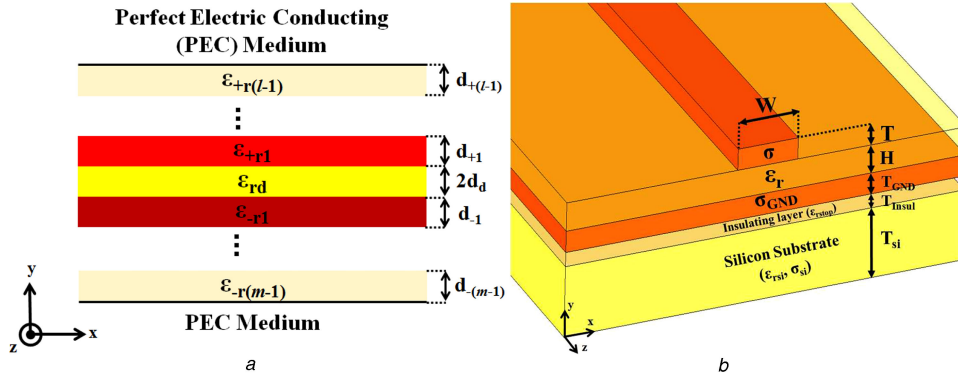 Perfect Electric Conducting
(PEC) Medium
ε+r(l-1)
d+(l-1)
ε+r1
d+1
εrd
2dd
ε-r1
d-1
ε-r(m-1)
d-(m-1)
PEC Medium
y
x
z
a
W
T
σ
H
εr
TGND
σGND
TInsul
Insulating layer (εrstop)
Tsi
Silicon Substrate
(εrsi, σsi)
y
x
z
b